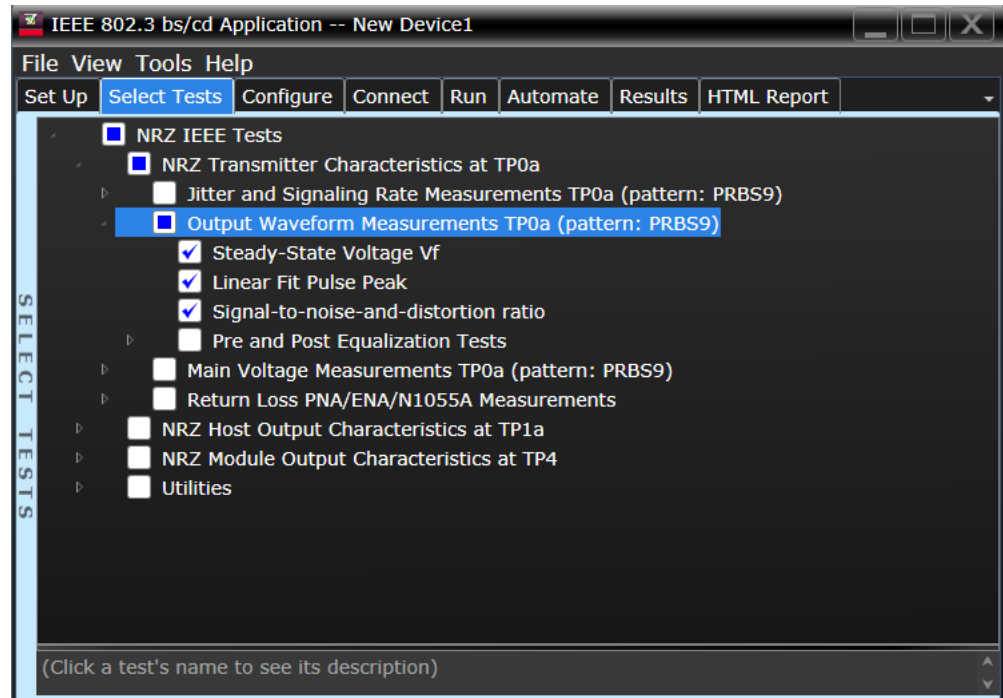 IEEE 802.3 bs/cd Application -- New Device1
File View Tools Help
Set Up Select Tests Configure Connect Run Automate Results HTML Report
NRZ IEEE Tests
NRZ Transmitter Characteristics at TP0a
Jitter and Signaling Rate Measurements TP0a (pattern: PRBS9)
Output Waveform Measurements TP0a (pattern: PRBS9)
Steady-State Voltage Vf
Linear Fit Pulse Peak
Signal-to-noise-and-distortion ratio
Pre and Post Equalization Tests
Main Voltage Measurements TP0a (pattern: PRBS9)
Return Loss PNA/ENA/N1055A Measurements
NRZ Host Output Characteristics at TP1a
NRZ Module Output Characteristics at TP4
Utilities
SELECT TESTS
(Click a test's name to see its description)